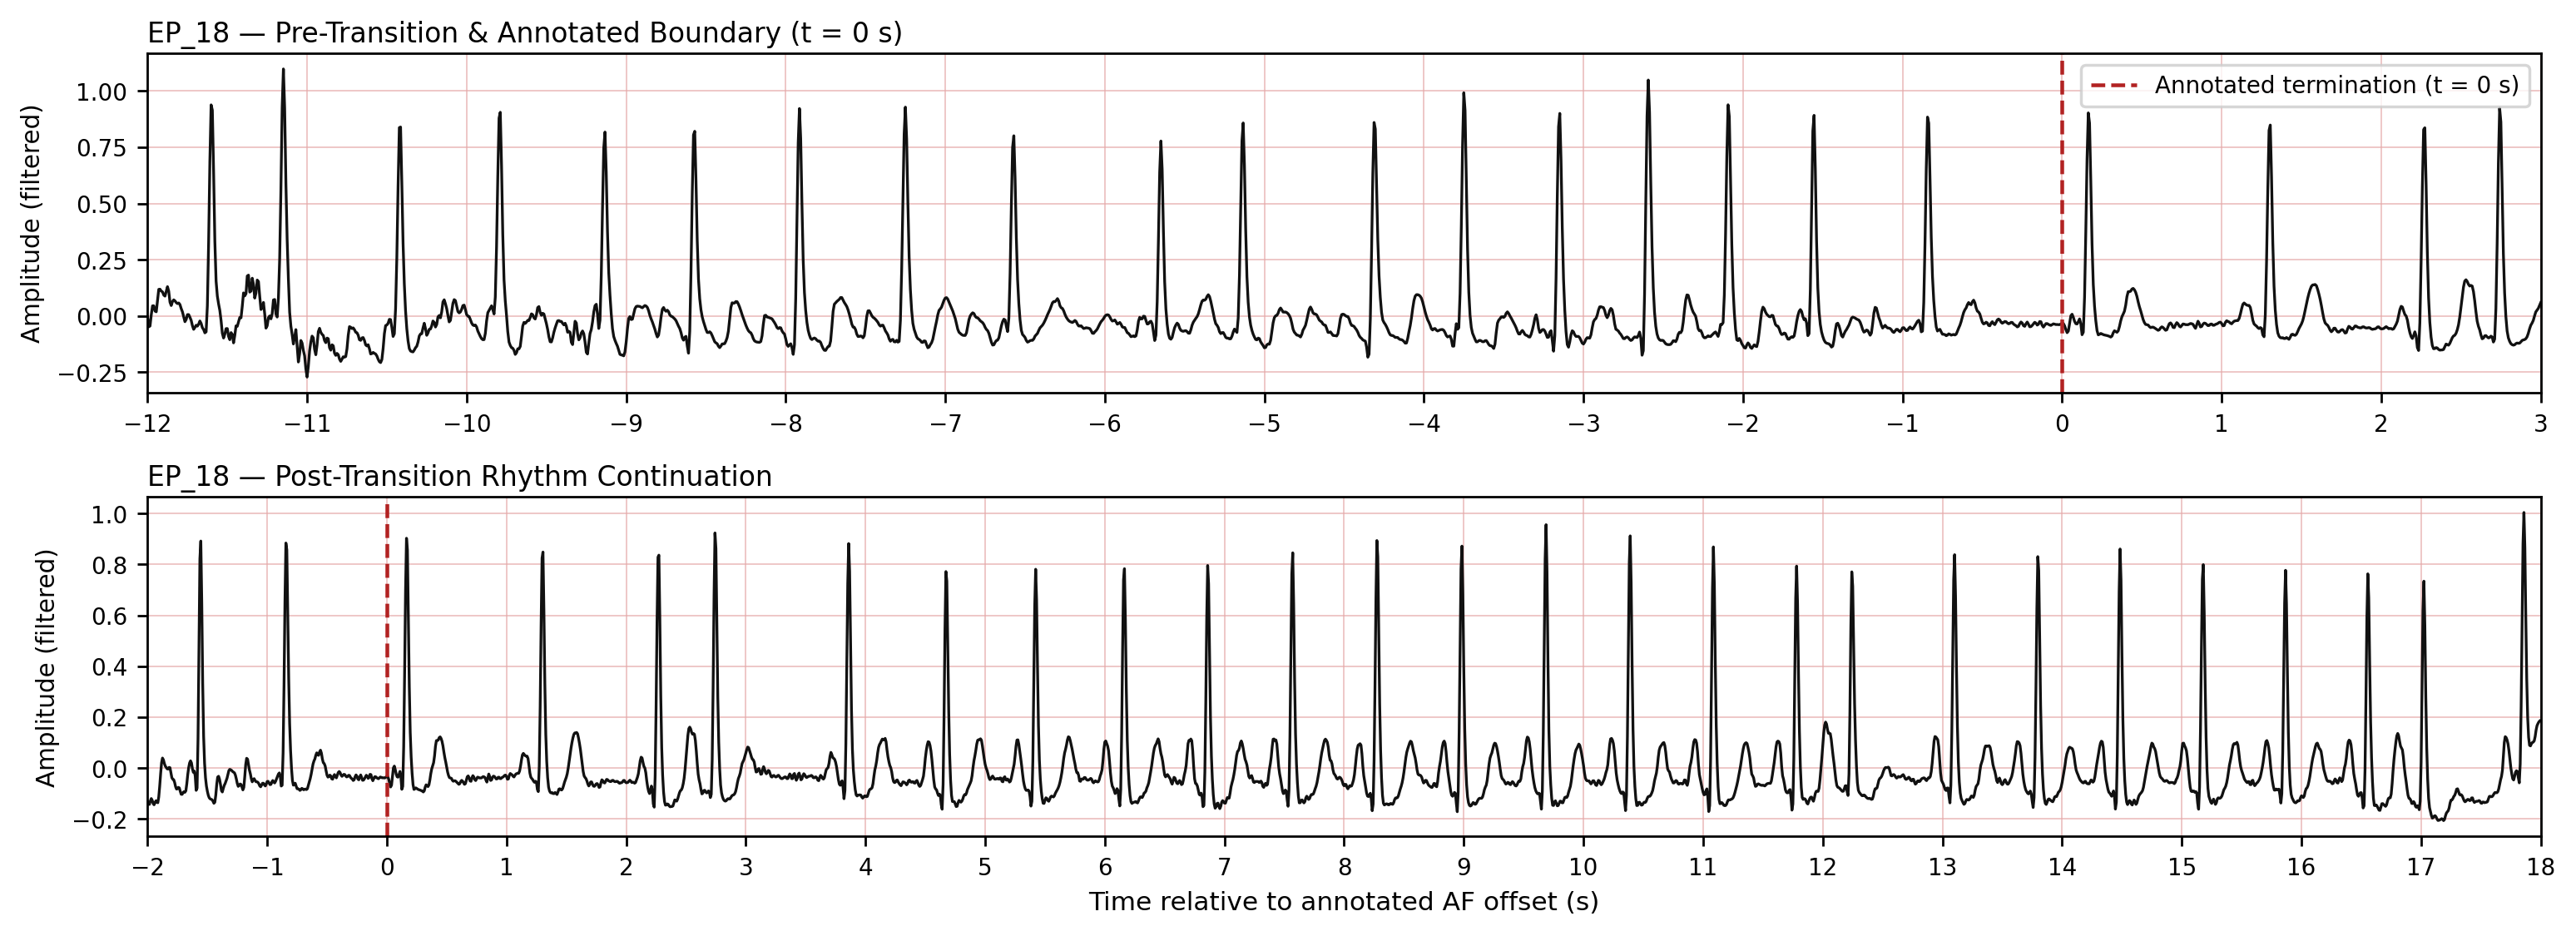 EP_18 — Pre-Transition & Annotated Boundary (t = 0 s)
Amplitude (filtered)
1.00
0.75
0.50
0.25
0.00
−0.25
Annotated termination (t = 0 s)
−12 −11 −10 −9 −8 −7 −6 −5 −4 −3 −2 −1 0 1 2 3
EP_18 — Post-Transition Rhythm Continuation
Amplitude (filtered)
1.0
0.8
0.6
0.4
0.2
0.0
−0.2
−2 −1 0 1 2 3 4 5 6 7 8 9 10 11 12 13 14 15 16 17 18
Time relative to annotated AF offset (s)